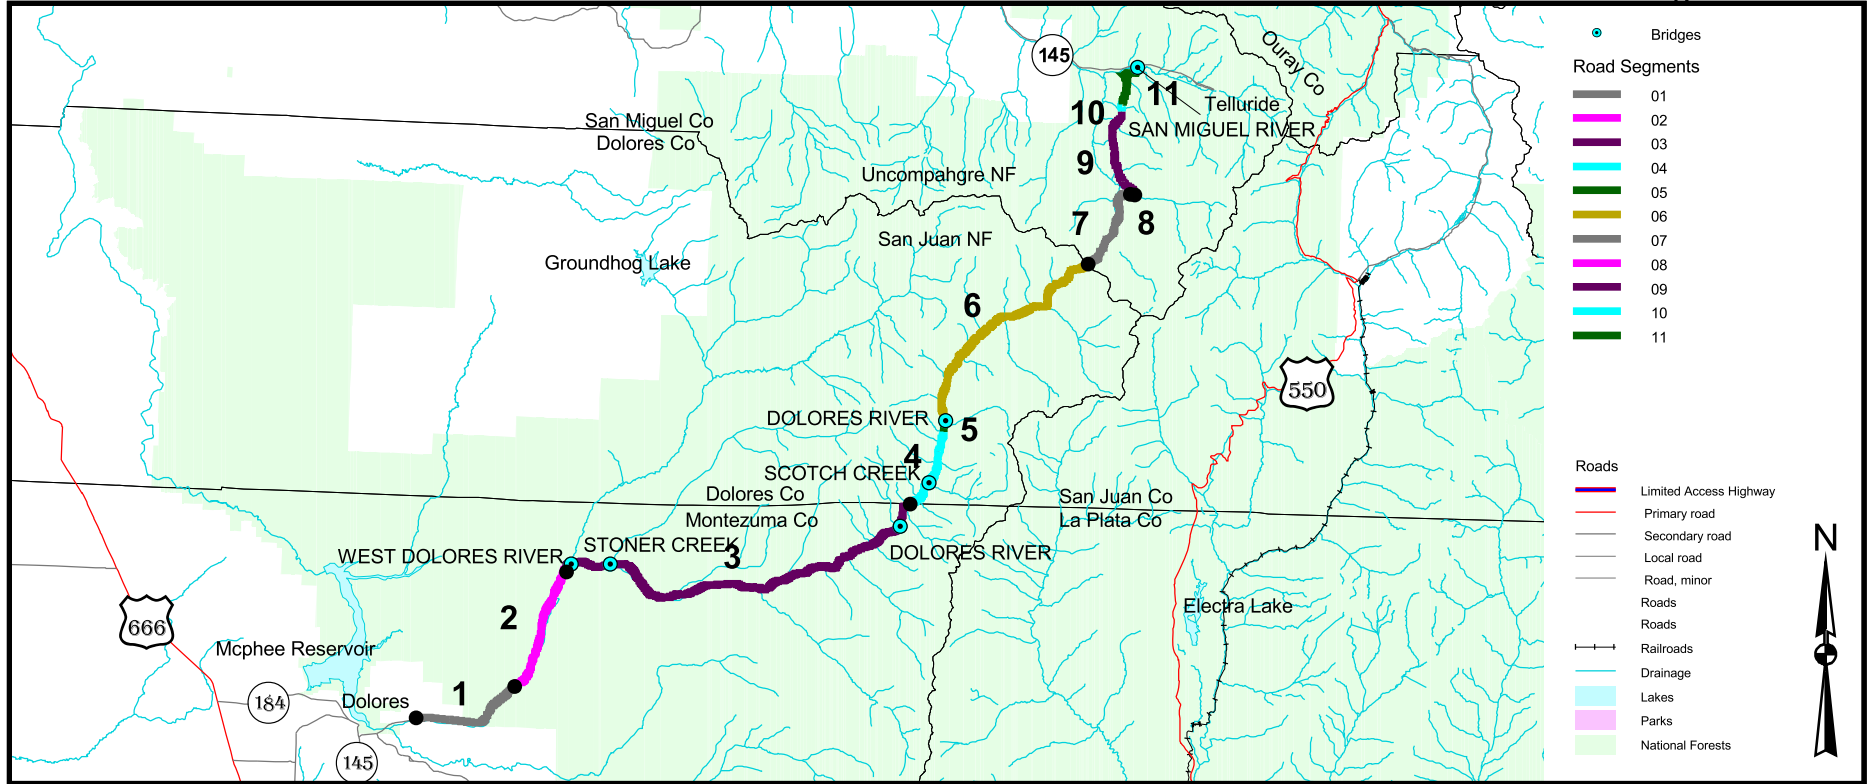 145
Ouray Co
11
Telluride
10
San Miguel Co
SAN MIGUEL RIVER
Dolores Co
9
Uncompahgre NF
7
8
San Juan NF
Groundhog Lake
6
550
DOLORES RIVER
5
4
SCOTCH CREEK
Dolores Co
San Juan Co
Montezuma Co
La Plata Co
STONER CREEK
WEST DOLORES RIVER
3
DOLORES RIVER
Electra Lake
2
666
Mcphee Reservoir
1
Dolores
184
145
Bridges
Road Segments
01
02
03
04
05
06
07
08
09
10
11
Roads
Limited Access Highway
Primary road
Secondary road
Local road
Road, minor
Roads
Roads
Railroads
Drainage
Lakes
Parks
National Forests
N